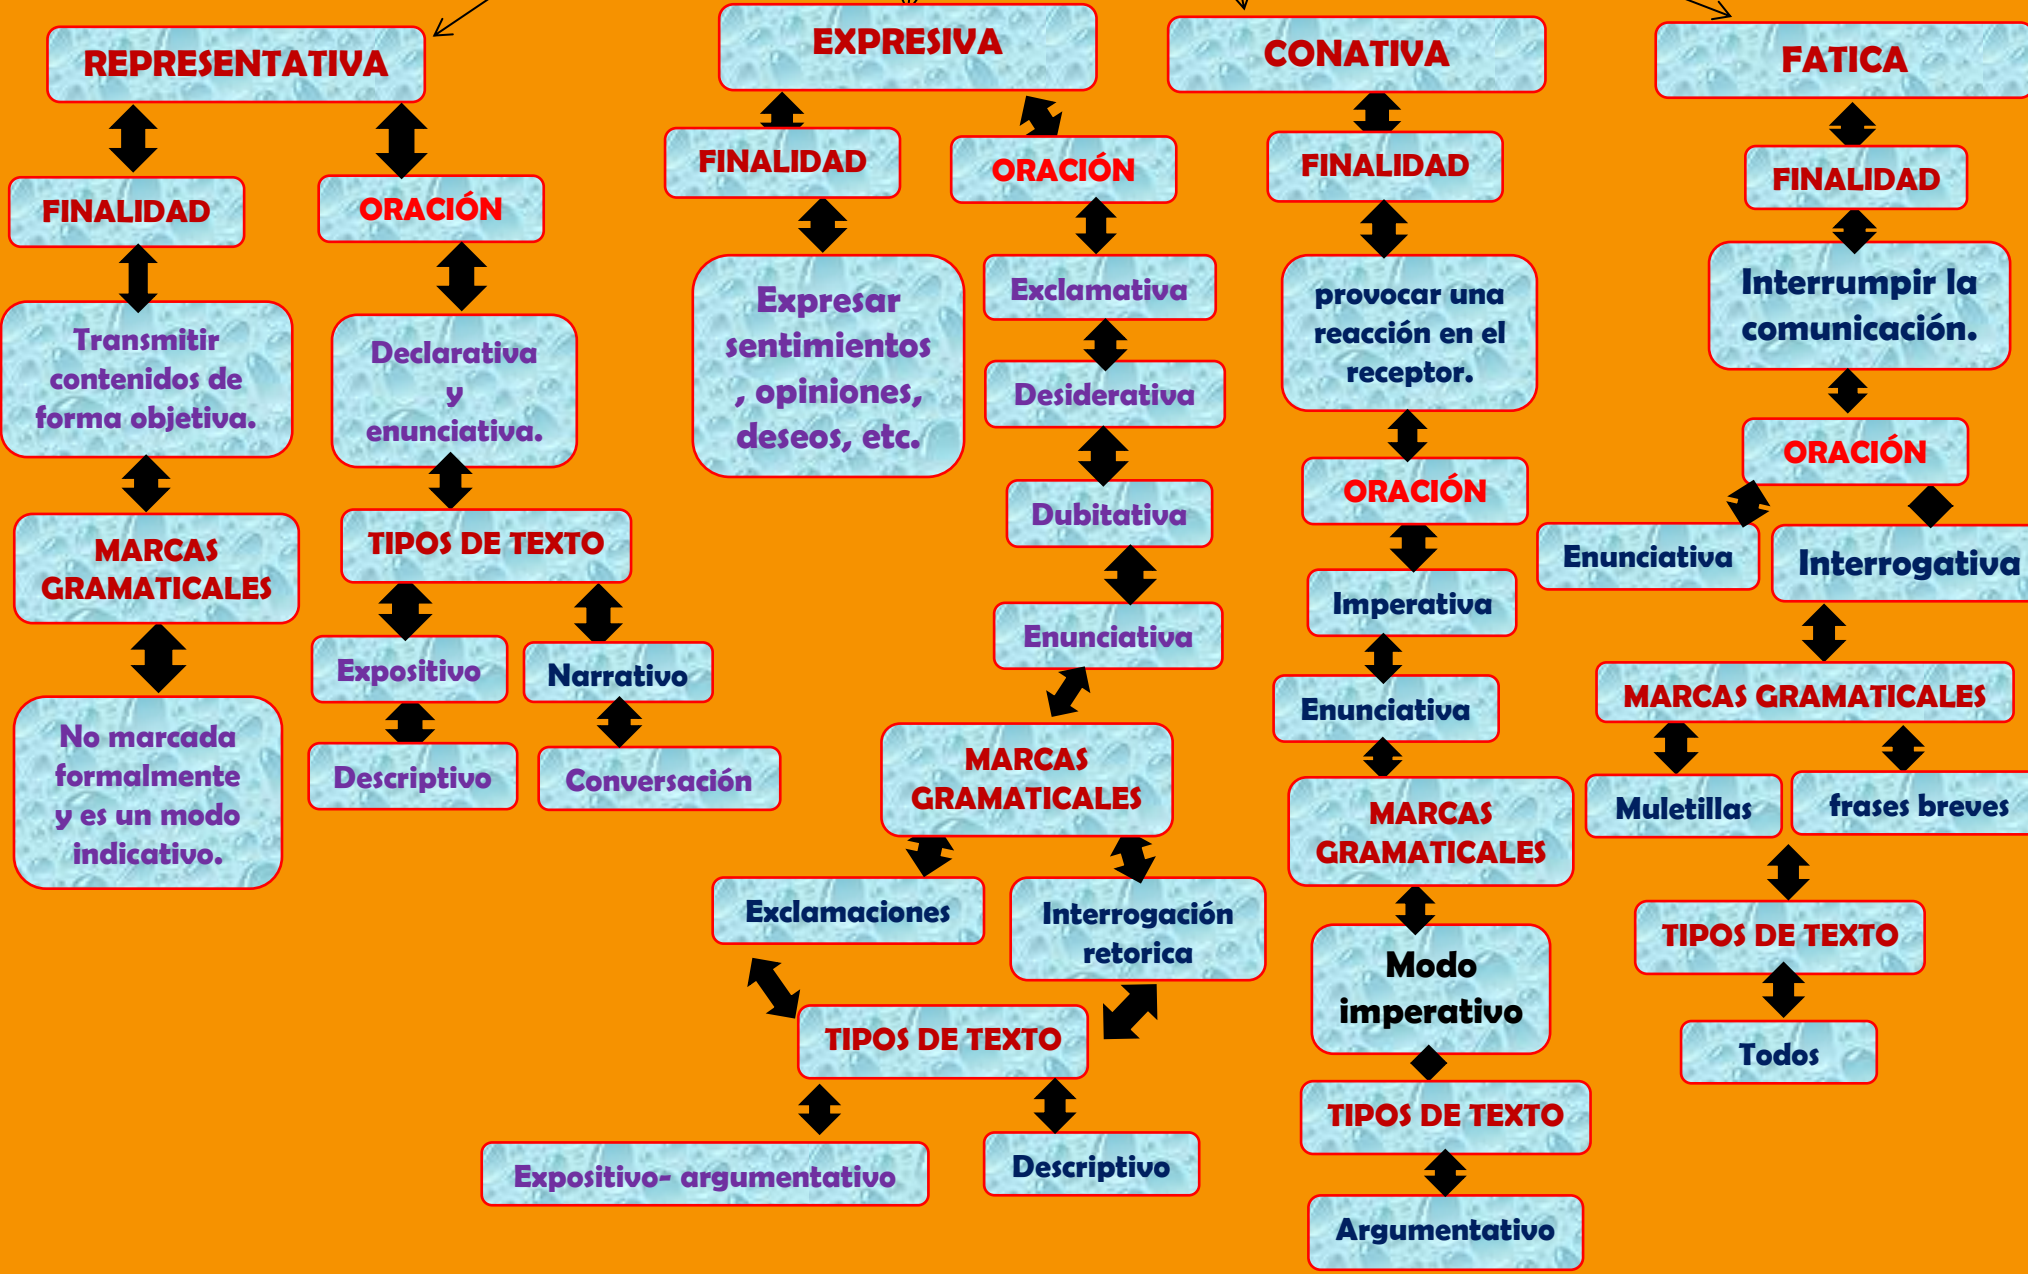 REPRESENTATIVA
FINALIDAD
Transmitir
contenidos de
forma objetiva.
MARCAS
GRAMATICALES
No marcada
formalmente
y es un modo
indicativo.
ORACIÓN
Declarativa
y
enunciativa.
TIPOS DE TEXTO
Expositivo
Descriptivo
Narrativo
Conversación
EXPRESIVA
FINALIDAD
Expresar
sentimientos
, opiniones,
deseos, etc.
ORACIÓN
Exclamativa
Desiderativa
Dubitativa
Enunciativa
MARCAS
GRAMATICALES
Exclamaciones
Interrogación
retorica
TIPOS DE TEXTO
Expositivo- argumentativo
Descriptivo
CONATIVA
FINALIDAD
provocar una
reacción en el
receptor.
ORACIÓN
Imperativa
Enunciativa
MARCAS
GRAMATICALES
Modo
imperativo
TIPOS DE TEXTO
Argumentativo
FATICA
FINALIDAD
Interrumpir la
comunicación.
ORACIÓN
Enunciativa
Interrogativa
MARCAS GRAMATICALES
Muletillas
frases breves
TIPOS DE TEXTO
Todos